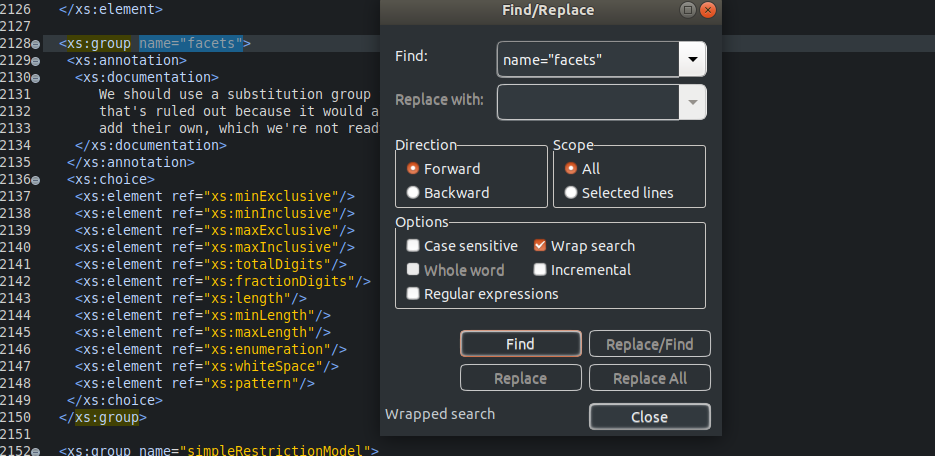 2126 </xs:element>
2127
2128 <xs:group name="facets">
2129 <xs:annotation>
2130 <xs:documentation>
2131 We should use a substitution group
2132 that's ruled out because it would a
2133 add their own, which we're not read
2134 </xs:documentation>
2135 </xs:annotation>
2136 <xs:choice>
2137 <xs:element ref="xs:minExclusive"/>
2138 <xs:element ref="xs:minInclusive"/>
2139 <xs:element ref="xs:maxExclusive"/>
2140 <xs:element ref="xs:maxInclusive"/>
2141 <xs:element ref="xs:totalDigits"/>
2142 <xs:element ref="xs:fractionDigits"/>
2143 <xs:element ref="xs:length"/>
2144 <xs:element ref="xs:minLength"/>
2145 <xs:element ref="xs:maxLength"/>
2146 <xs:element ref="xs:enumeration"/>
2147 <xs:element ref="xs:whiteSpace"/>
2148 <xs:element ref="xs:pattern"/>
2149 </xs:choice>
2150 </xs:group>
2151
2152 <xs:group name="simpleRestrictionModel">
Find/Replace
Find: name="facets"
Replace with:
Direction Scope
Forward All
Backward Selected lines
Options
Case sensitive Wrap search
Whole word Incremental
Regular expressions
Find Replace/Find
Replace Replace All
Wrapped search Close